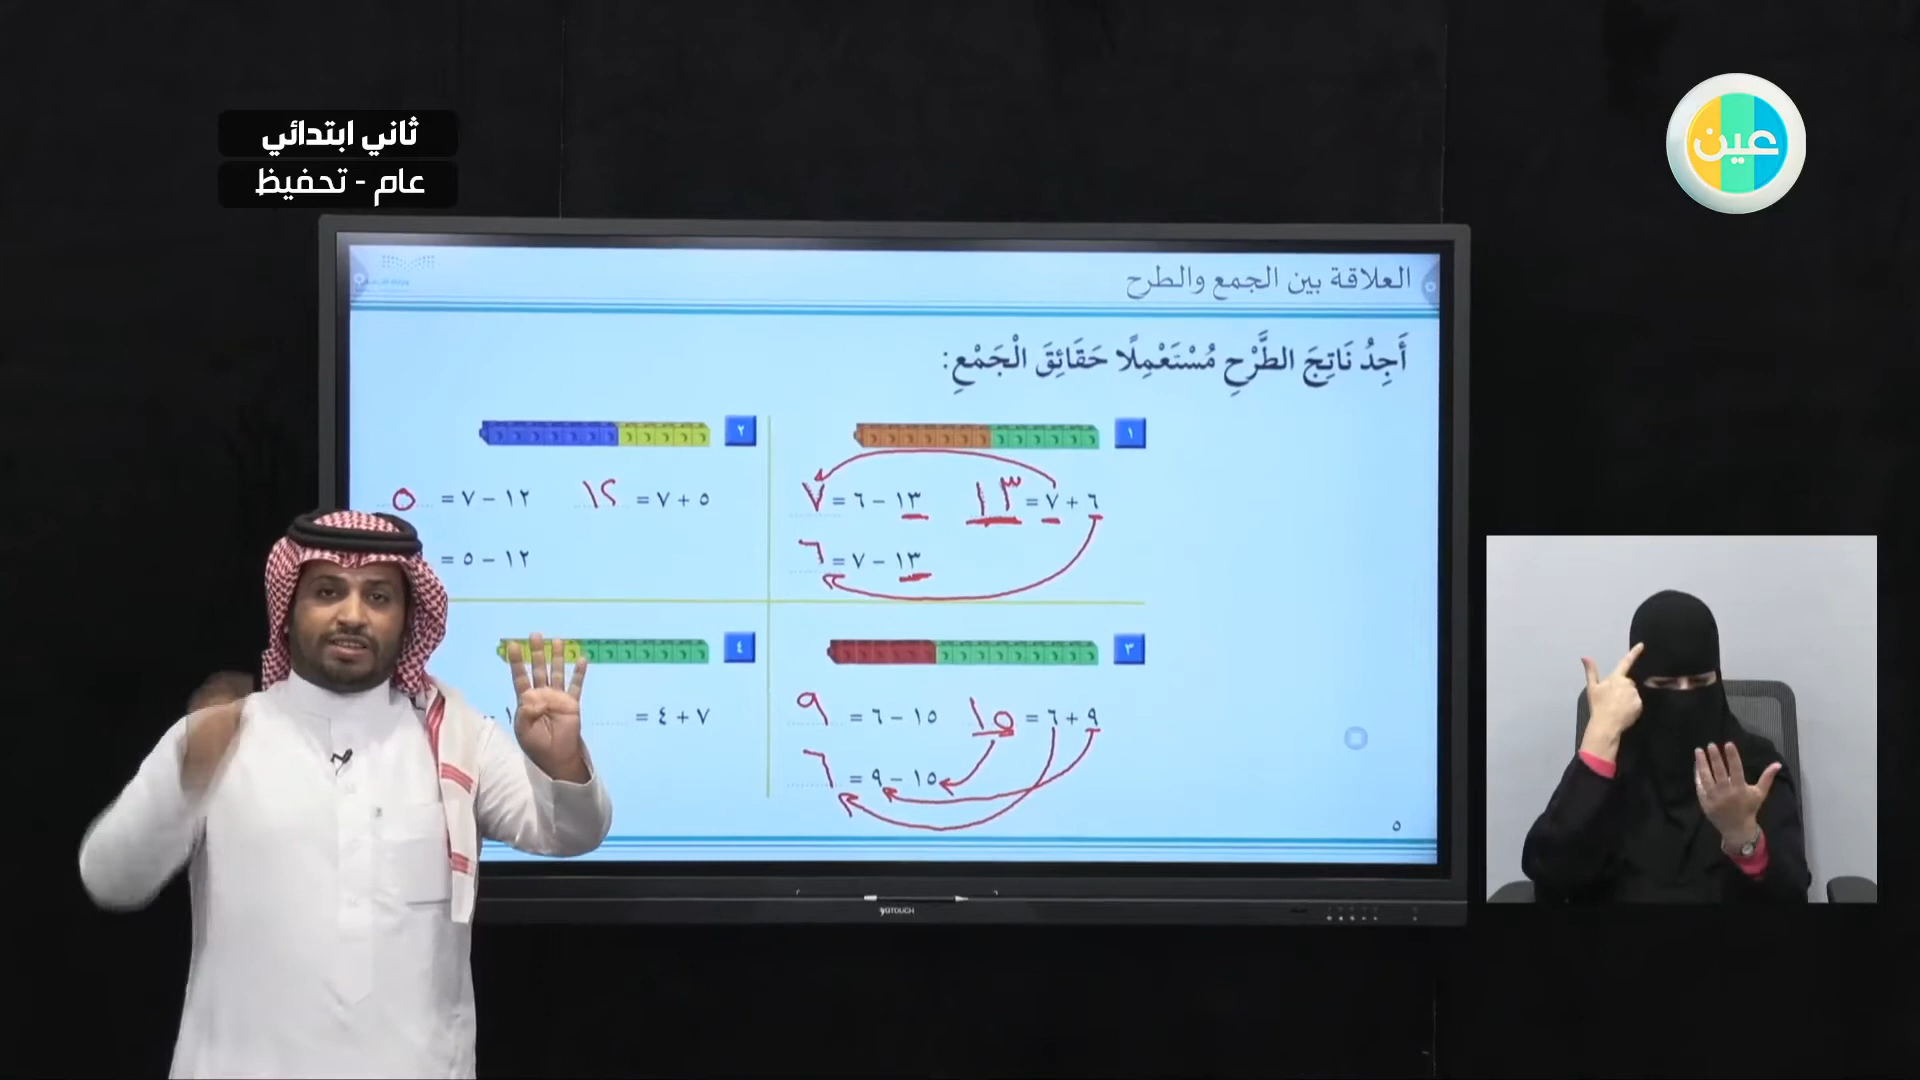 ثاني ابتدائي
عام - تحفيظ
عين
العلاقة بين الجمع والطرح
أَجِدُ نَاتِجَ الطَّرْحِ مُسْتَعْمِلًا حَقَائِقَ الْجَمْعِ:
١
٦ + ٧ = ١٣
١٣ - ٦ = ٧
١٣ - ٧ = ٦
٢
٥ + ٧ = ١٢
١٢ - ٧ = ٥
١٢ - ٥ =
٣
٩ + ٦ = ١٥
١٥ - ٦ = ٩
١٥ - ٩ = ٦
٤
٧ + ٤ =
٥